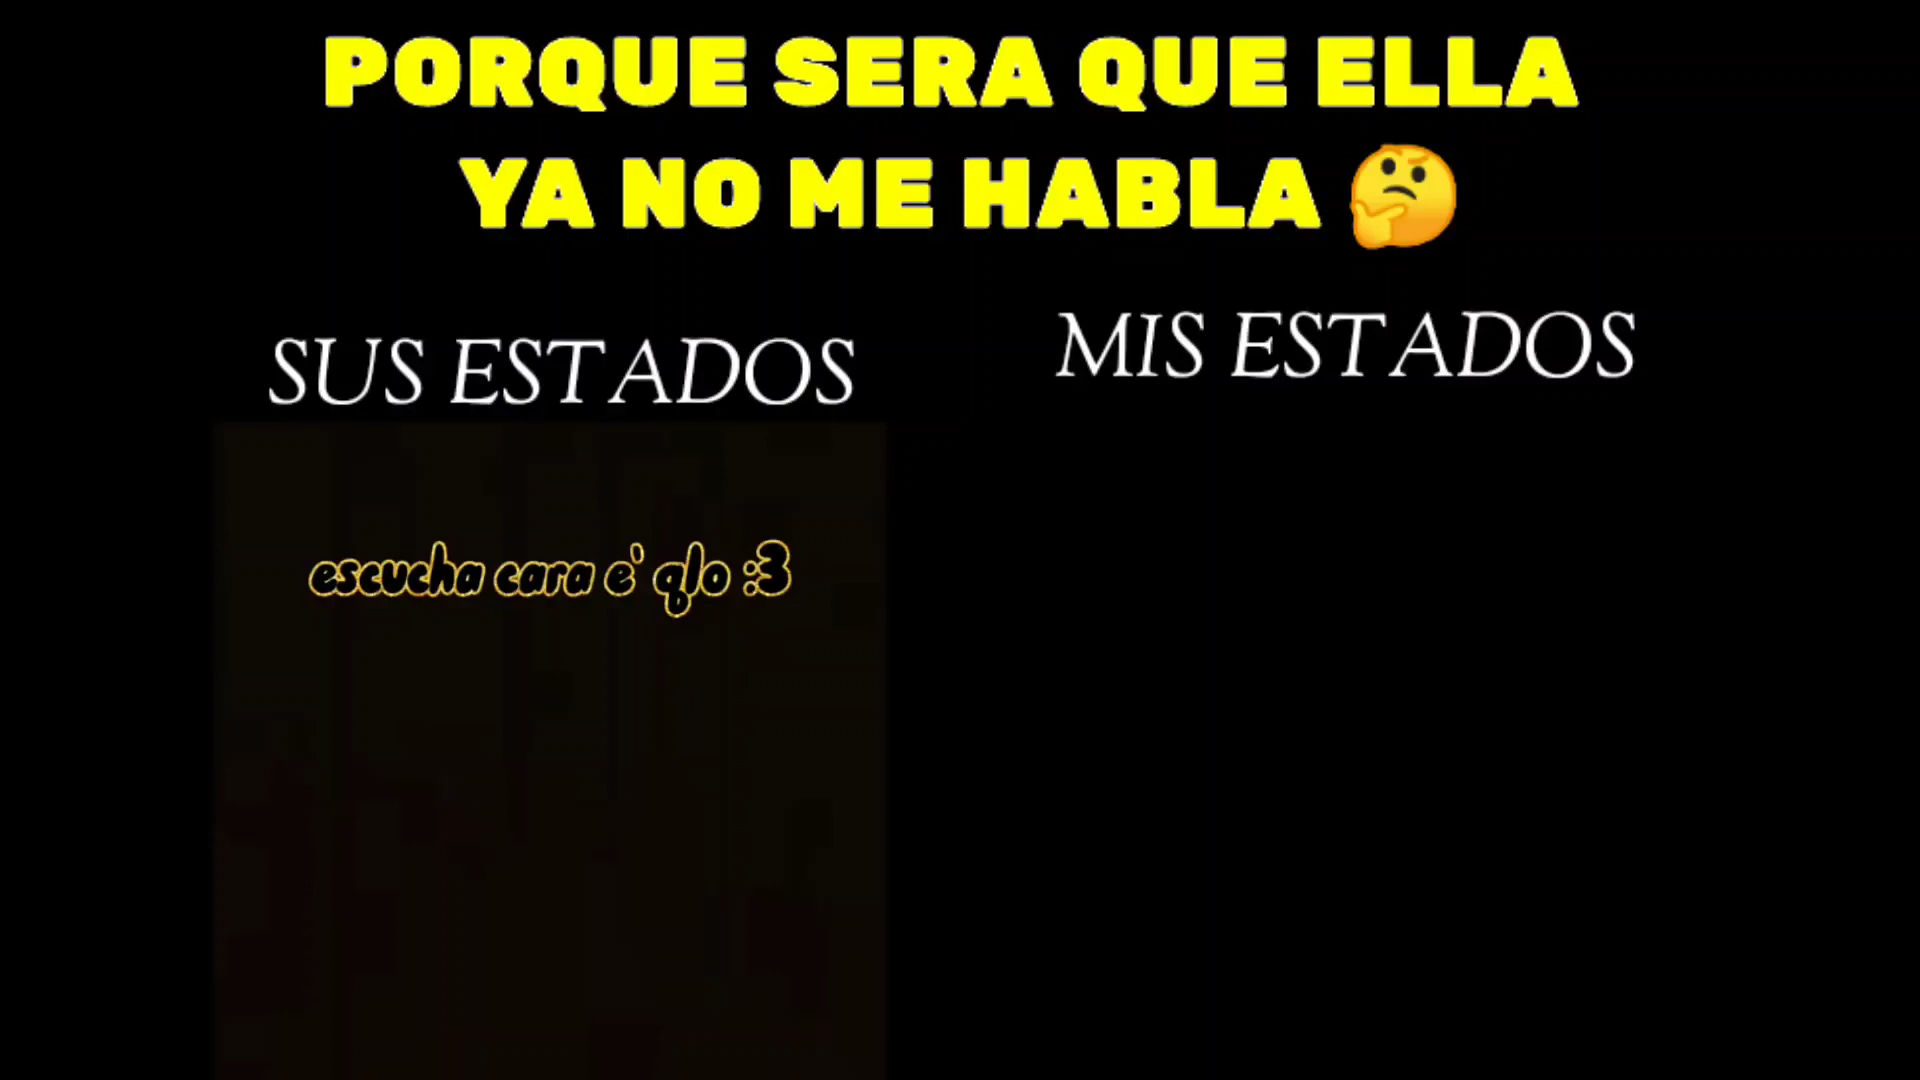 PORQUE SERA QUE ELLA
YA NO ME HABLA 🤔
SUS ESTADOS
MIS ESTADOS
escucha cara e' qlo :3